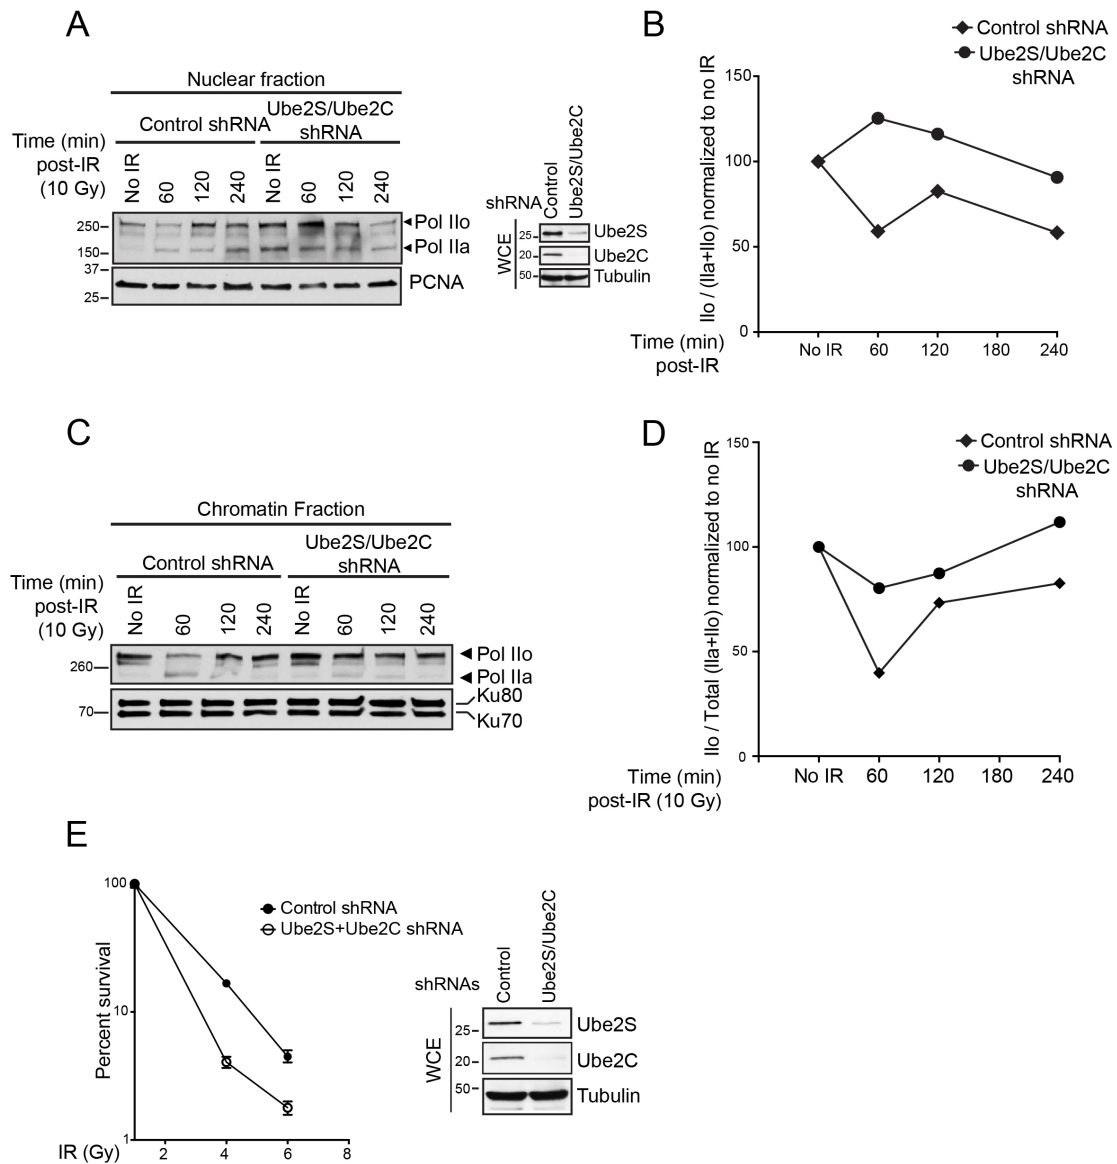 A
Nuclear fraction
Control shRNA
Ube2S/Ube2C
shRNA
Time (min)
post-IR
(10 Gy)
No IR
60
120
240
No IR
60
120
240
250
150
37
25
Pol IIo
Pol IIa
PCNA
shRNA
Control
Ube2S/Ube2C
WCE
25
20
50
Ube2S
Ube2C
Tubulin
B
Control shRNA
Ube2S/Ube2C
shRNA
IIo / (IIa+IIo) normalized to no IR
150
100
50
0
Time (min)
post-IR
No IR
60
120
180
240
C
Chromatin Fraction
Control shRNA
Ube2S/Ube2C
shRNA
Time (min)
post-IR
(10 Gy)
No IR
60
120
240
No IR
60
120
240
260
70
Pol IIo
Pol IIa
Ku80
Ku70
D
Control shRNA
Ube2S/Ube2C
shRNA
IIo / Total (IIa+IIo) normalized to no IR
150
100
50
0
Time (min)
post-IR (10 Gy)
No IR
60
120
180
240
E
Control shRNA
Ube2S+Ube2C shRNA
Percent survival
100
10
1
IR (Gy)
2
4
6
8
shRNAs
Control
Ube2S/Ube2C
WCE
25
20
50
Ube2S
Ube2C
Tubulin